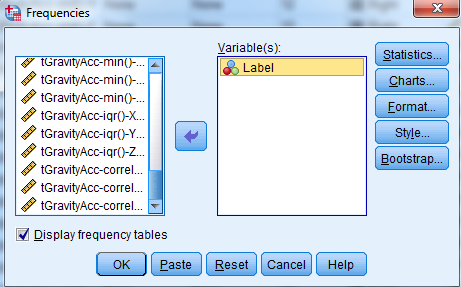 Frequencies
Variable(s):
tGravityAcc-min()-...
tGravityAcc-min()-...
tGravityAcc-min()-...
tGravityAcc-iqr()-X...
tGravityAcc-iqr()-Y...
tGravityAcc-iqr()-Z...
tGravityAcc-correl...
tGravityAcc-correl...
tGravityAcc-correl...
Label
Statistics...
Charts...
Format...
Style...
Bootstrap...
Display frequency tables
OK Paste Reset Cancel Help